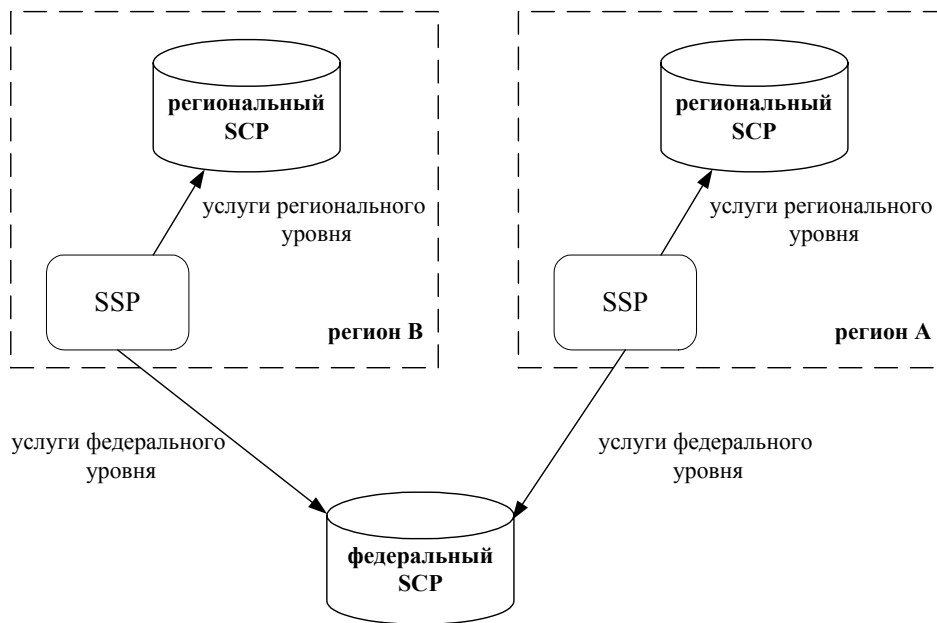 региональный
SCP
услуги регионального
уровня
SSP
регион В
региональный
SCP
услуги регионального
уровня
SSP
регион А
услуги федерального
уровня
услуги федерального
уровня
федеральный
SCP